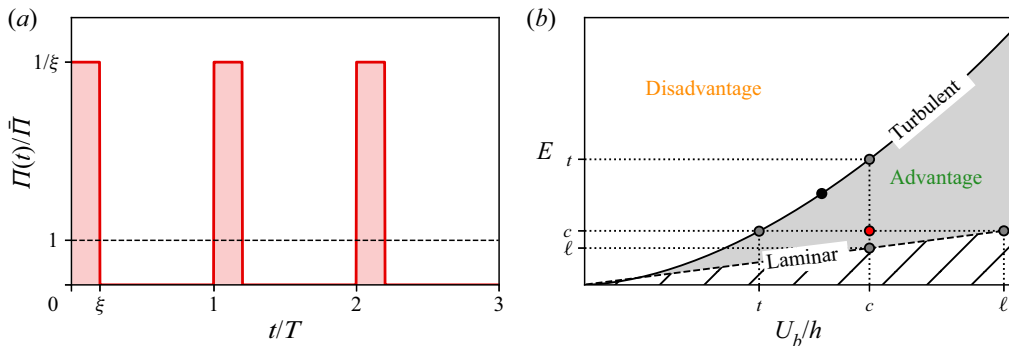 (a)
1/ξ
Π(t)/Π̄
1
0
ξ
1
2
3
t/T
(b)
Disadvantage
Turbulent
E
t
Advantage
c
ℓ
Laminar
t
c
ℓ
U_b/h